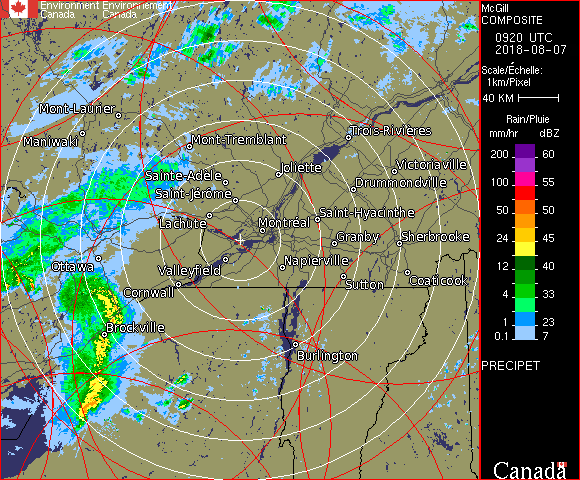 Environment Environnement
Canada Canada
McGill
COMPOSITE
0920 UTC
2018-08-07
Scale/Échelle:
1km/Pixel
40 KM
Rain/Pluie
mm/hr dBZ
200 60
100 55
50 50
24 45
12 40
4 33
1 23
0.1 7
PRECIPET
Canada
Mont-Laurier
Maniwaki
Mont-Tremblant
Trois-Rivières
Sainte-Adèle
Joliette
Victoriaville
Saint-Jérôme
Drummondville
Lachute
Montréal
Saint-Hyacinthe
Granby
Sherbrooke
Ottawa
Valleyfield
Napierville
Cornwall
Sutton
Coaticook
Brockville
Burlington